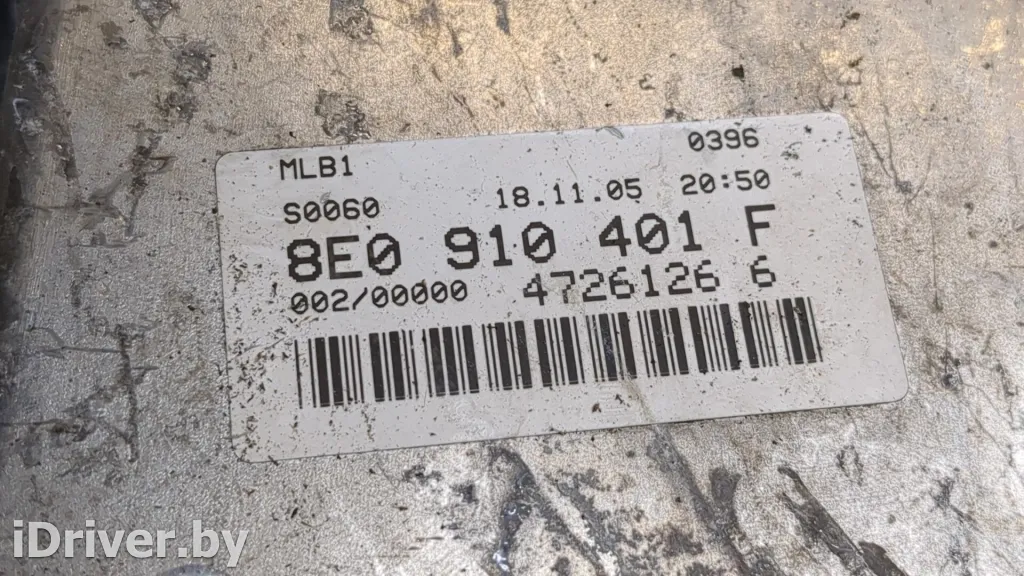 MLB1 0396
S0060 18.11.05 20:50
8E0 910 401 F
002/00000 4726126 6
iDriver.by